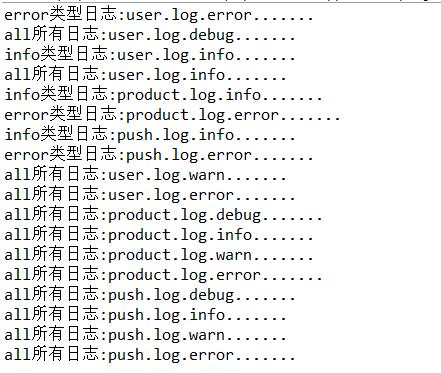 error类型日志:user.log.error.......
all所有日志:user.log.debug.......
info类型日志:user.log.info.......
all所有日志:user.log.info.......
info类型日志:product.log.info.......
error类型日志:product.log.error.......
info类型日志:push.log.info.......
error类型日志:push.log.error.......
all所有日志:user.log.warn.......
all所有日志:user.log.error.......
all所有日志:product.log.debug.......
all所有日志:product.log.info.......
all所有日志:product.log.warn.......
all所有日志:product.log.error.......
all所有日志:push.log.debug.......
all所有日志:push.log.info.......
all所有日志:push.log.warn.......
all所有日志:push.log.error.......